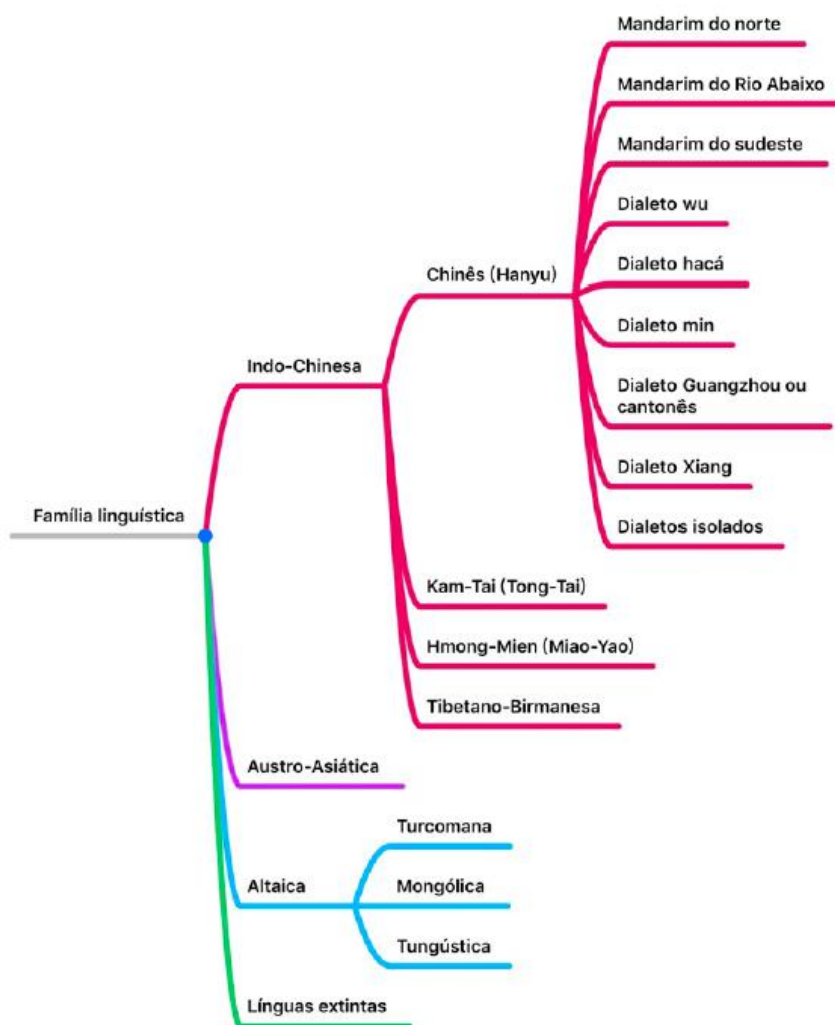 Mandarim do norte
Mandarim do Rio Abaixo
Mandarim do sudeste
Dialeto wu
Dialeto hacá
Chinês (Hanyu)
Dialeto min
Indo-Chinesa
Dialeto Guangzhou ou
cantonês
Dialeto Xiang
Família linguística
Dialetos isolados
Kam-Tai (Tong-Tai)
Hmong-Mien (Miao-Yao)
Tibetano-Birmanesa
Austro-Asiática
Turcomana
Altaica
Mongólica
Tungústica
Línguas extintas